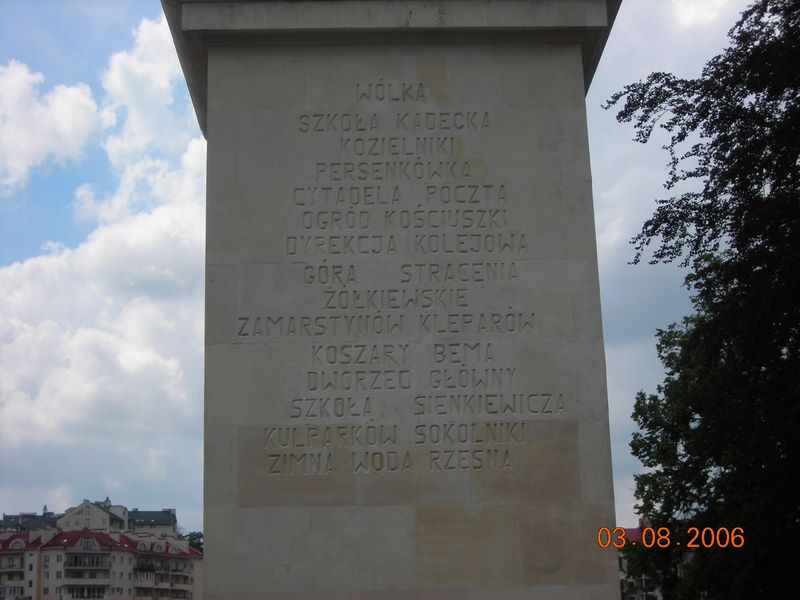 WÓLKA
SZKOŁA KADECKA
KOZIELNIKI
PERSENKÓWKA
CYTADELA POCZTA
OGRÓD KOŚCIUSZKI
DYREKCJA KOLEJOWA
GÓRA STRACENIA
ŻÓŁKIEWSKIE
ZAMARSTYNÓW KLEPARÓW
KOSZARY BEMA
DWORZEC GŁÓWNY
SZKOŁA SIENKIEWICZA
KULPARKÓW SOKOLNIKI
ZIMNA WODA RZĘSNA
03.08.2006